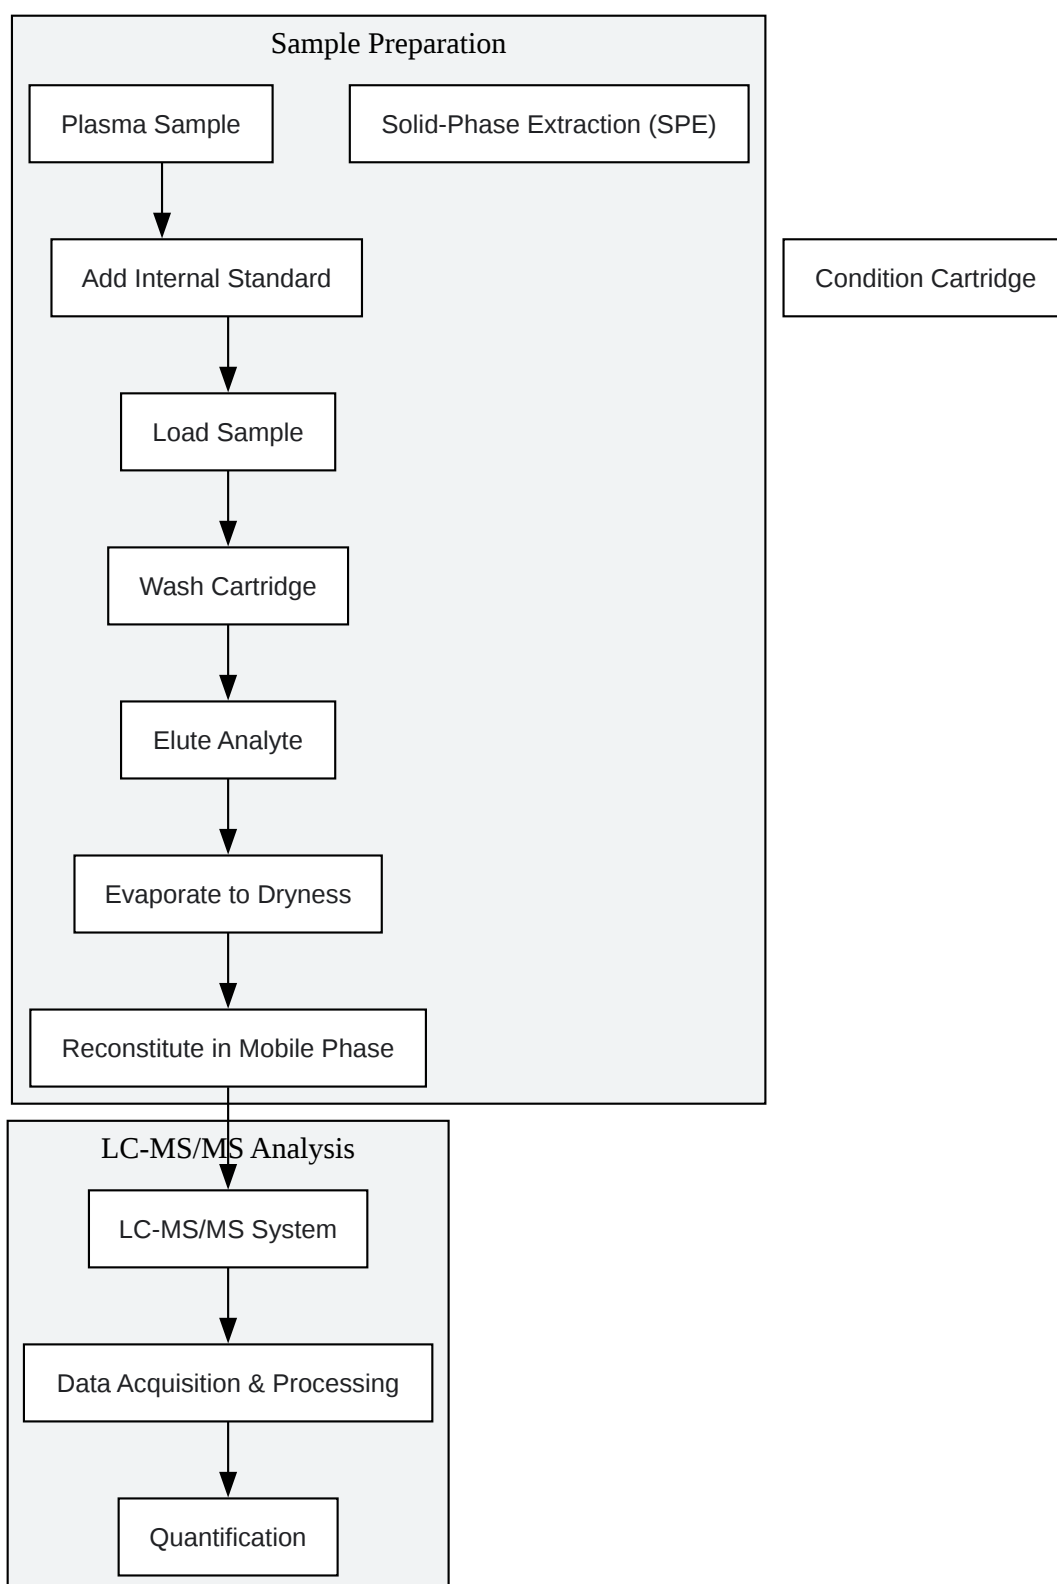 Sample Preparation
Plasma Sample
Solid-Phase Extraction (SPE)
Add Internal Standard
Condition Cartridge
Load Sample
Wash Cartridge
Elute Analyte
Evaporate to Dryness
Reconstitute in Mobile Phase
LC-MS/MS Analysis
LC-MS/MS System
Data Acquisition & Processing
Quantification